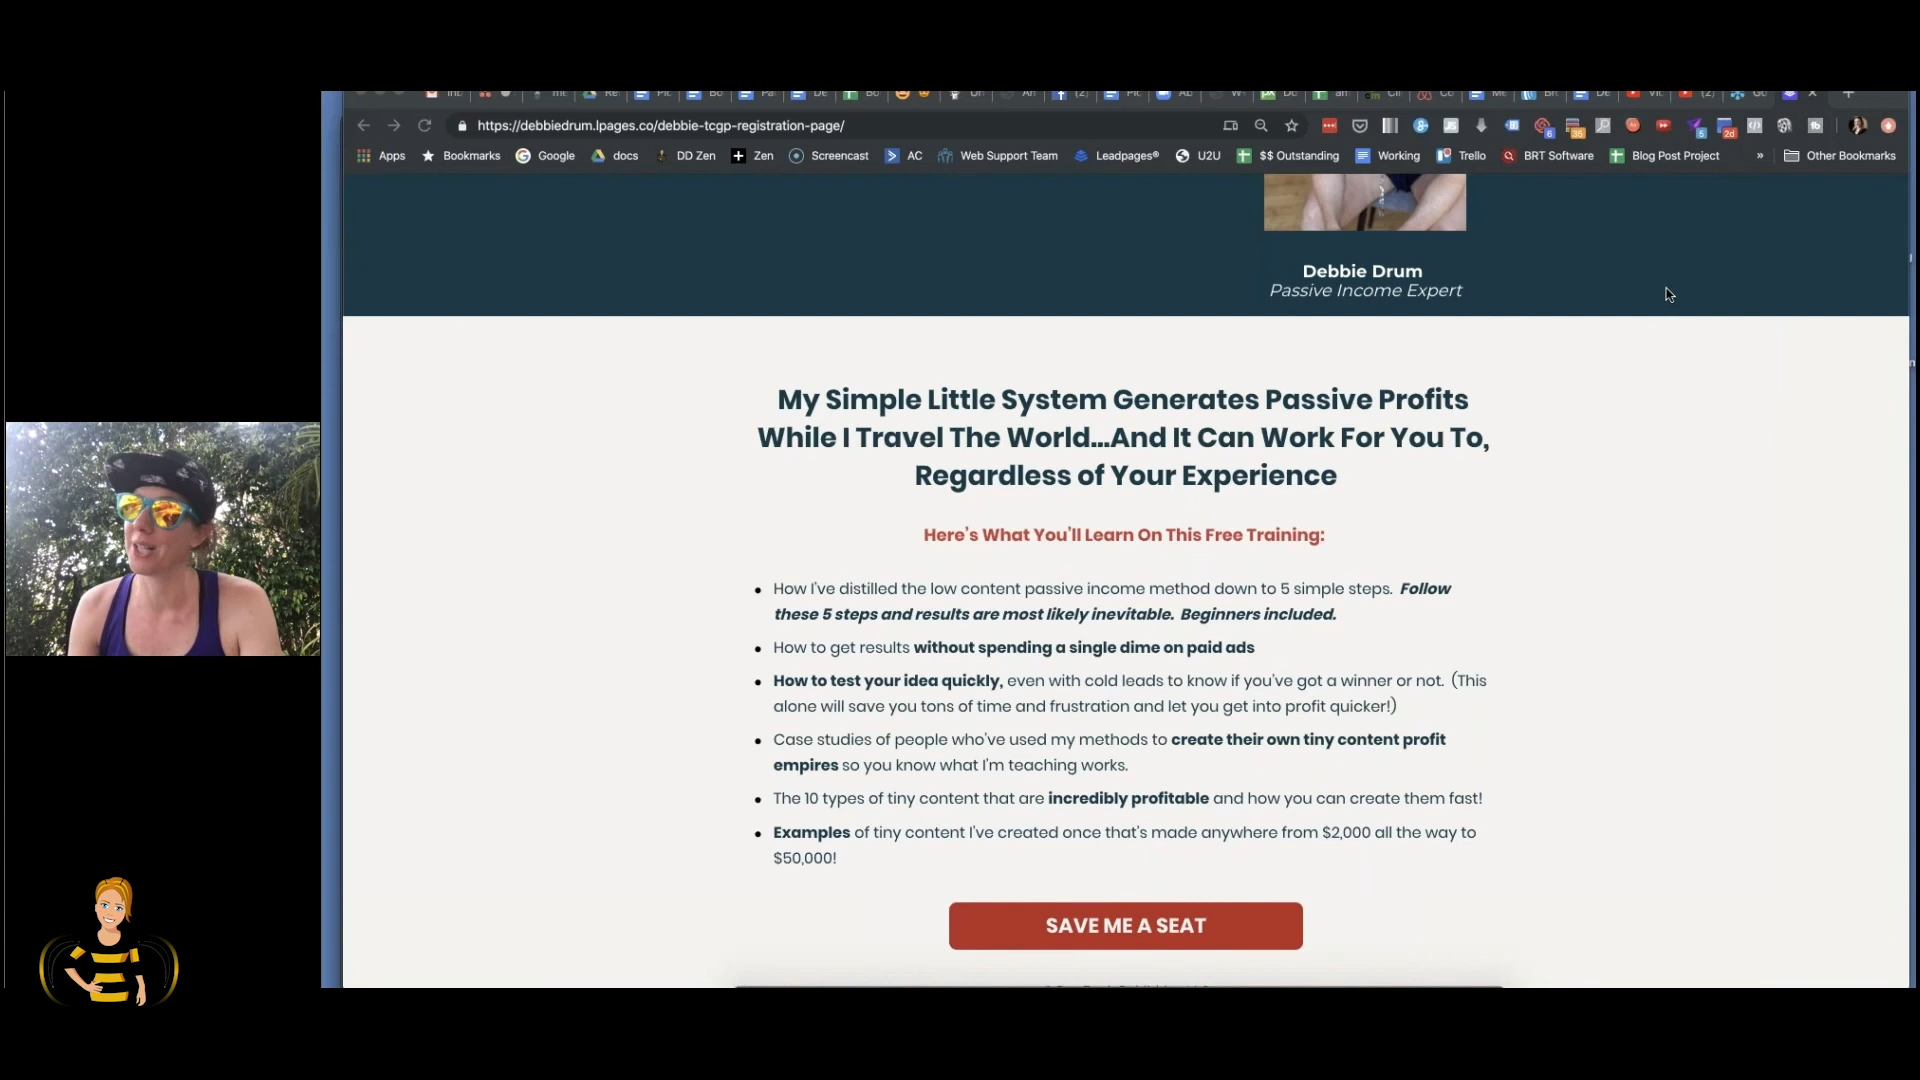 https://debbiedrum.lpages.co/debbie-tcgp-registration-page/
Apps Bookmarks Google docs DD Zen Zen Screencast AC Web Support Team Leadpages® U2U $$ Outstanding Working Trello BRT Software Blog Post Project » Other Bookmarks
Debbie Drum
Passive Income Expert
My Simple Little System Generates Passive Profits
While I Travel The World...And It Can Work For You To,
Regardless of Your Experience
Here's What You'll Learn On This Free Training:
• How I've distilled the low content passive income method down to 5 simple steps. Follow
these 5 steps and results are most likely inevitable. Beginners included.
• How to get results without spending a single dime on paid ads
• How to test your idea quickly, even with cold leads to know if you've got a winner or not. (This
alone will save you tons of time and frustration and let you get into profit quicker!)
• Case studies of people who've used my methods to create their own tiny content profit
empires so you know what I'm teaching works.
• The 10 types of tiny content that are incredibly profitable and how you can create them fast!
• Examples of tiny content I've created once that's made anywhere from $2,000 all the way to
$50,000!
SAVE ME A SEAT